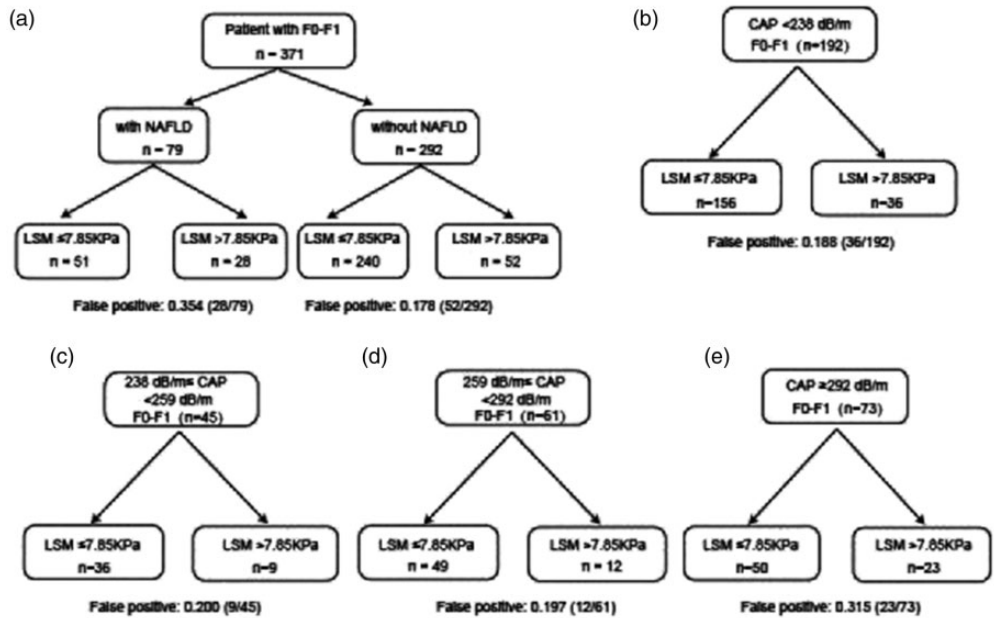 (a)
Patient with F0-F1
n = 371
with NAFLD
n = 79
without NAFLD
n = 292
LSM ≤7.85KPa
n = 51
LSM >7.85KPa
n = 28
LSM ≤7.85KPa
n = 240
LSM >7.85KPa
n = 52
False positive: 0.354 (28/79)
False positive: 0.178 (52/292)
(b)
CAP <238 dB/m
F0-F1 (n=192)
LSM ≤7.85KPa
n=156
LSM >7.85KPa
n=36
False positive: 0.188 (36/192)
(c)
238 dB/m≤ CAP
<259 dB/m
F0-F1 (n=45)
LSM ≤7.85KPa
n=36
LSM >7.85KPa
n=9
False positive: 0.200 (9/45)
(d)
259 dB/m≤ CAP
<292 dB/m
F0-F1 (n=61)
LSM ≤7.85KPa
n = 49
LSM >7.85KPa
n = 12
False positive: 0.197 (12/61)
(e)
CAP ≥292 dB/m
F0-F1 (n=73)
LSM ≤7.85KPa
n=50
LSM >7.85KPa
n=23
False positive: 0.315 (23/73)